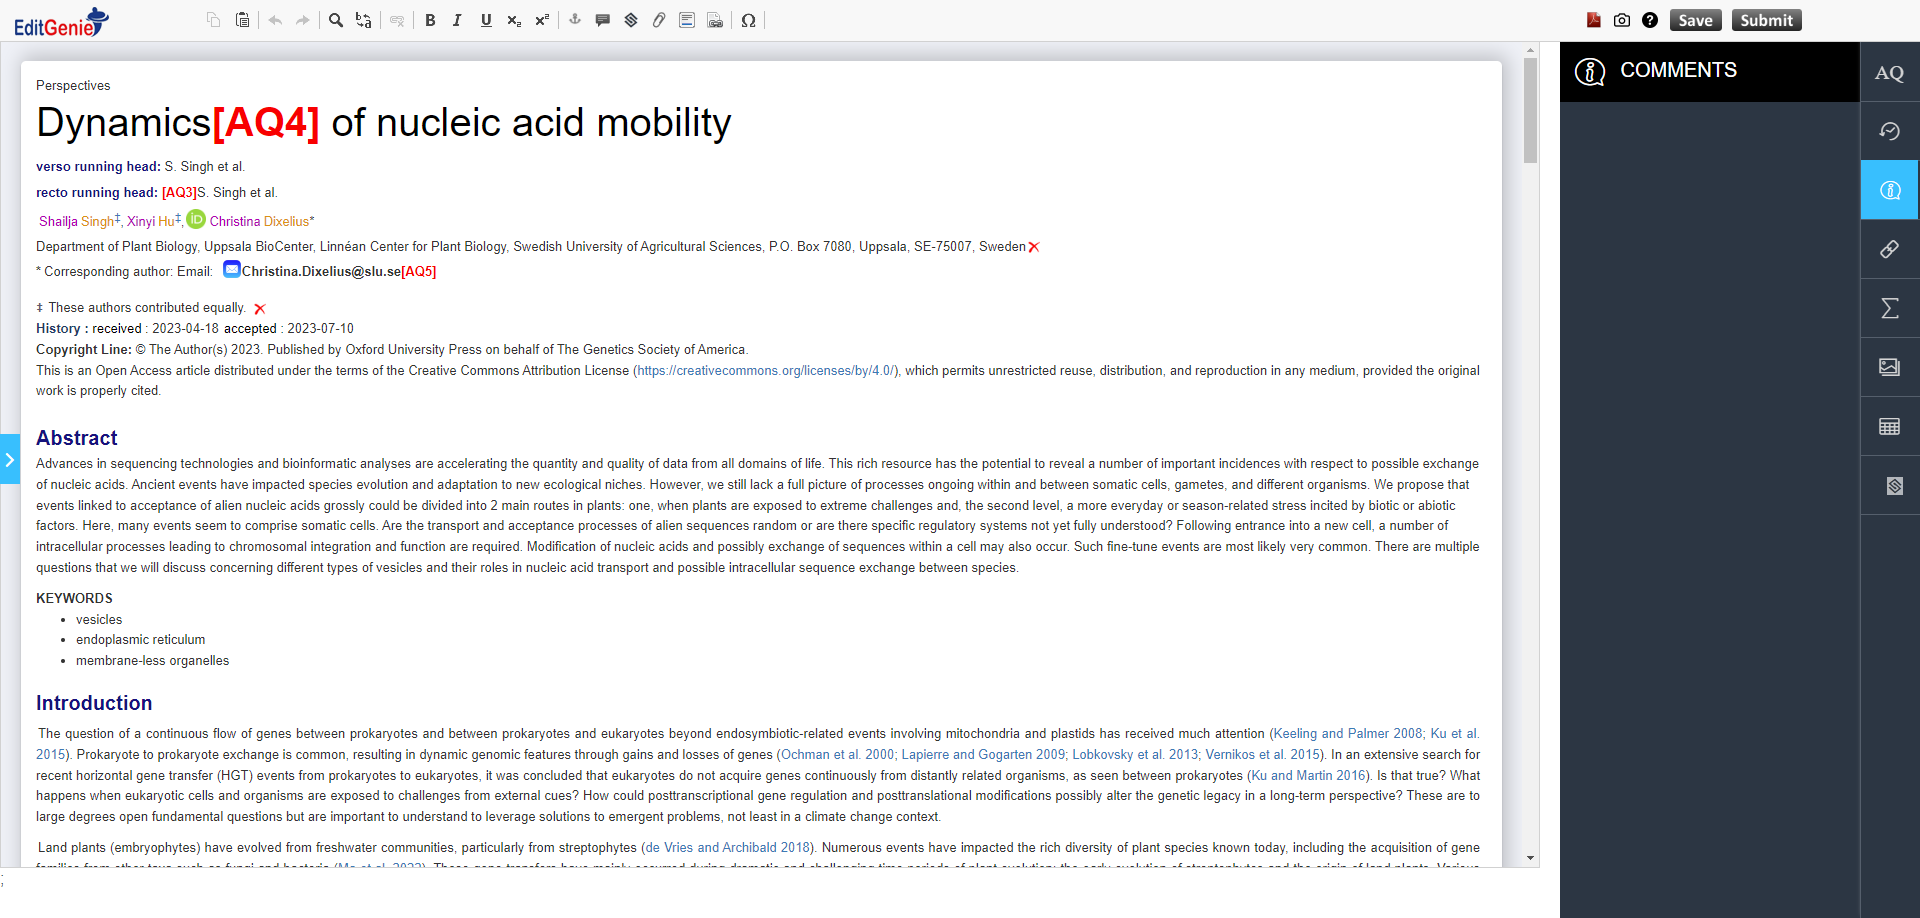 EditGenie
B I U x₂ x² Ω
Save Submit
COMMENTS
AQ
Perspectives
Dynamics[AQ4] of nucleic acid mobility
verso running head: S. Singh et al.
recto running head: [AQ3]S. Singh et al.
Shailja Singh‡, Xinyi Hu‡, iD Christina Dixelius*
Department of Plant Biology, Uppsala BioCenter, Linnéan Center for Plant Biology, Swedish University of Agricultural Sciences, P.O. Box 7080, Uppsala, SE-75007, Sweden
* Corresponding author: Email: Christina.Dixelius@slu.se[AQ5]
‡ These authors contributed equally.
History : received : 2023-04-18 accepted : 2023-07-10
Copyright Line: © The Author(s) 2023. Published by Oxford University Press on behalf of The Genetics Society of America.
This is an Open Access article distributed under the terms of the Creative Commons Attribution License (https://creativecommons.org/licenses/by/4.0/), which permits unrestricted reuse, distribution, and reproduction in any medium, provided the original
work is properly cited.
Abstract
Advances in sequencing technologies and bioinformatic analyses are accelerating the quantity and quality of data from all domains of life. This rich resource has the potential to reveal a number of important incidences with respect to possible exchange
of nucleic acids. Ancient events have impacted species evolution and adaptation to new ecological niches. However, we still lack a full picture of processes ongoing within and between somatic cells, gametes, and different organisms. We propose that
events linked to acceptance of alien nucleic acids grossly could be divided into 2 main routes in plants: one, when plants are exposed to extreme challenges and, the second level, a more everyday or season-related stress incited by biotic or abiotic
factors. Here, many events seem to comprise somatic cells. Are the transport and acceptance processes of alien sequences random or are there specific regulatory systems not yet fully understood? Following entrance into a new cell, a number of
intracellular processes leading to chromosomal integration and function are required. Modification of nucleic acids and possibly exchange of sequences within a cell may also occur. Such fine-tune events are most likely very common. There are multiple
questions that we will discuss concerning different types of vesicles and their roles in nucleic acid transport and possible intracellular sequence exchange between species.
KEYWORDS
• vesicles
• endoplasmic reticulum
• membrane-less organelles
Introduction
The question of a continuous flow of genes between prokaryotes and between prokaryotes and eukaryotes beyond endosymbiotic-related events involving mitochondria and plastids has received much attention (Keeling and Palmer 2008; Ku et al.
2015). Prokaryote to prokaryote exchange is common, resulting in dynamic genomic features through gains and losses of genes (Ochman et al. 2000; Lapierre and Gogarten 2009; Lobkovsky et al. 2013; Vernikos et al. 2015). In an extensive search for
recent horizontal gene transfer (HGT) events from prokaryotes to eukaryotes, it was concluded that eukaryotes do not acquire genes continuously from distantly related organisms, as seen between prokaryotes (Ku and Martin 2016). Is that true? What
happens when eukaryotic cells and organisms are exposed to challenges from external cues? How could posttranscriptional gene regulation and posttranslational modifications possibly alter the genetic legacy in a long-term perspective? These are to
large degrees open fundamental questions but are important to understand to leverage solutions to emergent problems, not least in a climate change context.
Land plants (embryophytes) have evolved from freshwater communities, particularly from streptophytes (de Vries and Archibald 2018). Numerous events have impacted the rich diversity of plant species known today, including the acquisition of gene
;